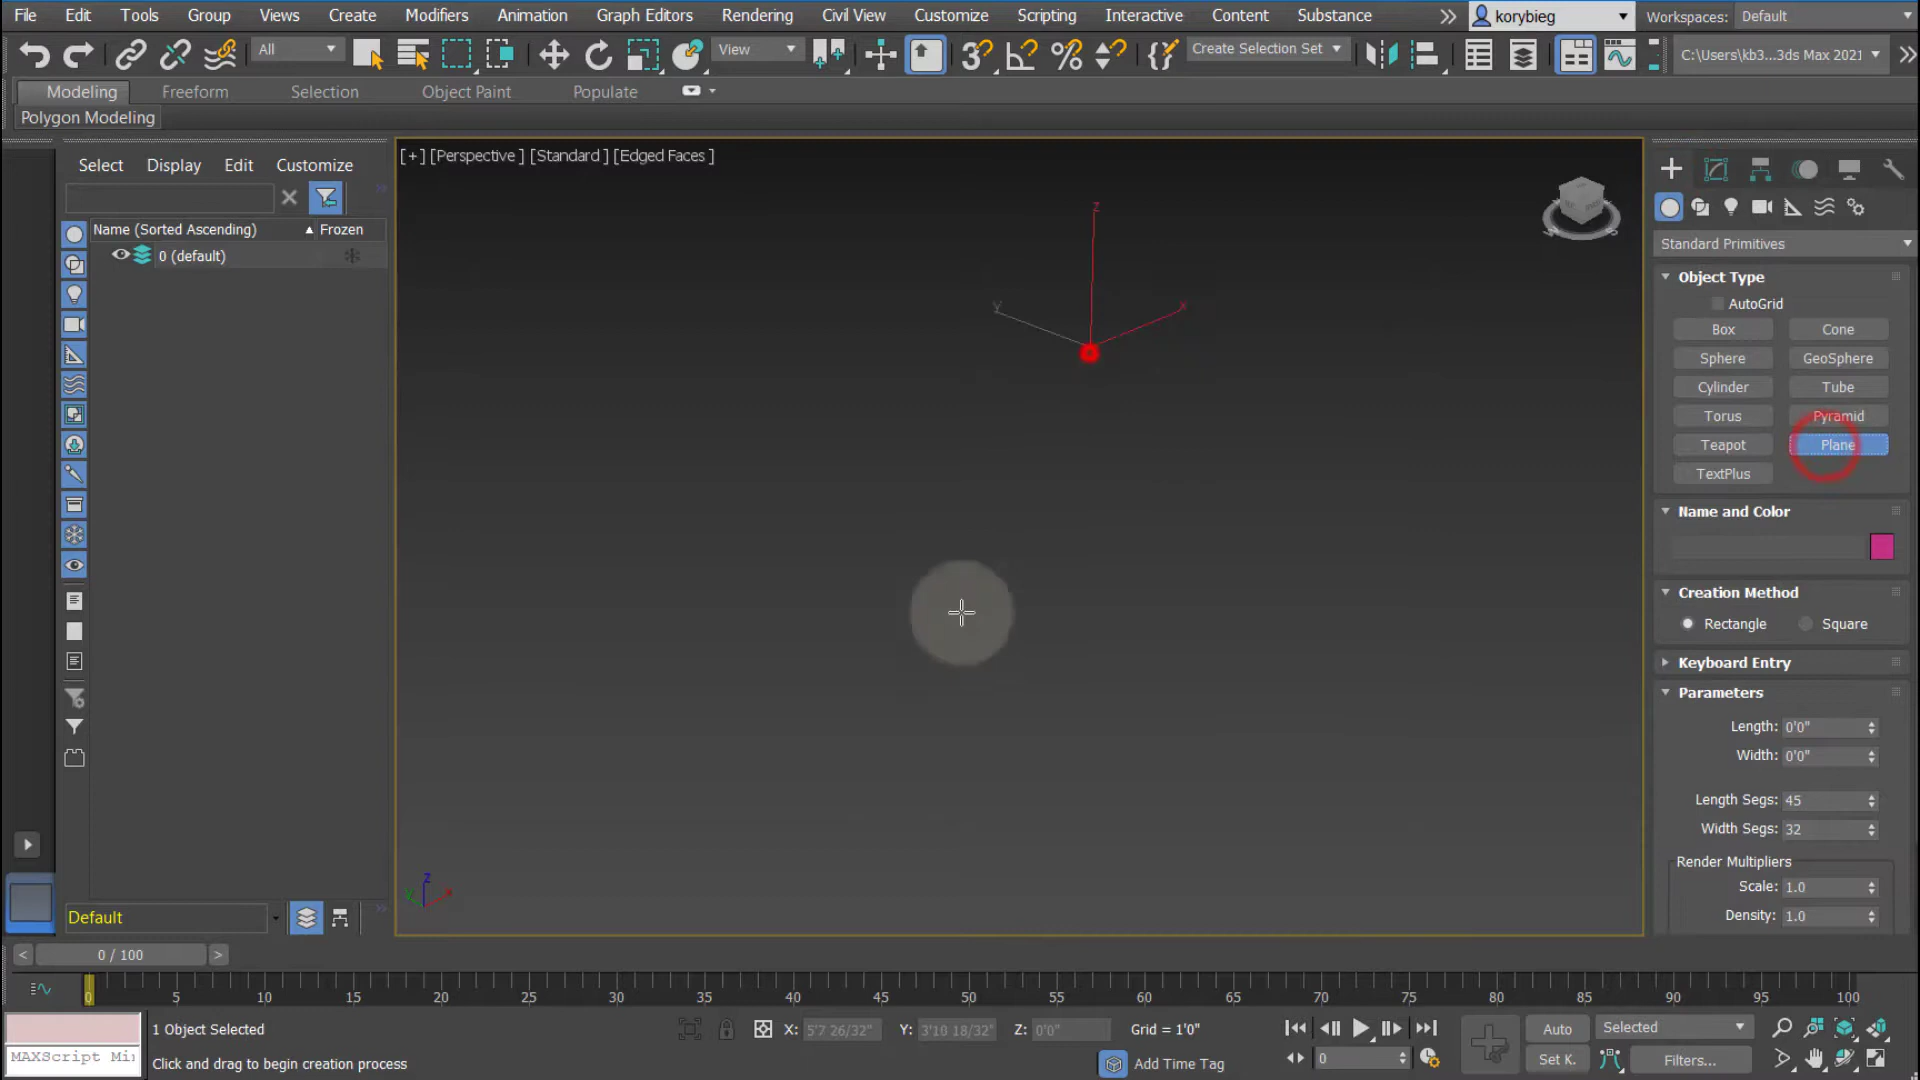 File Edit Tools Group Views Create Modifiers Animation Graph Editors Rendering Civil View Customize Scripting Interactive Content Substance korybieg Workspaces: Default
All View Create Selection Set C:\Users\kb3...3ds Max 2021
Modeling Freeform Selection Object Paint Populate
Polygon Modeling
Select Display Edit Customize
Name (Sorted Ascending) Frozen
0 (default)
[+] [Perspective ] [Standard ] [Edged Faces ]
z
y x
Standard Primitives
Object Type
AutoGrid
Box Cone
Sphere GeoSphere
Cylinder Tube
Torus Pyramid
Teapot Plane
TextPlus
Name and Color
Creation Method
Rectangle Square
Keyboard Entry
Parameters
Length: 0'0"
Width: 0'0"
Length Segs: 45
Width Segs: 32
Render Multipliers
Scale: 1.0
Density: 1.0
z
y x
Default
< 0 / 100 >
0 5 10 15 20 25 30 35 40 45 50 55 60 65 70 75 80 85 90 95 100
1 Object Selected X: 5'7 26/32" Y: 3'10 18/32" Z: 0'0" Grid = 1'0" Auto Selected
MAXScript Mi Click and drag to begin creation process Add Time Tag 0 Set K. Filters...